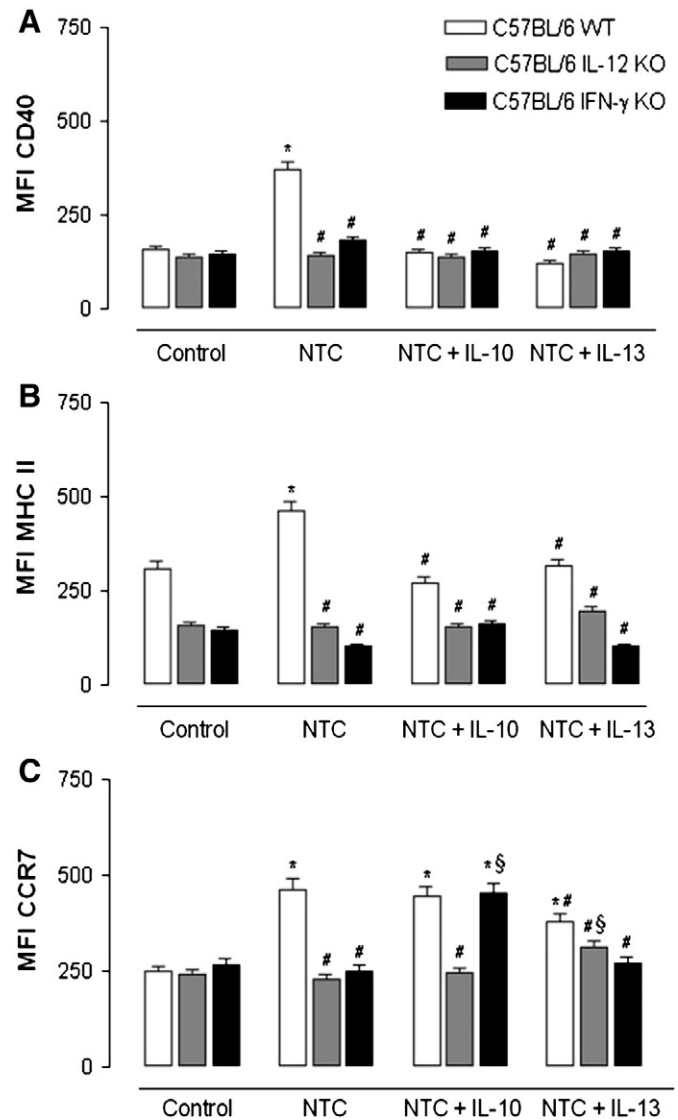 A
750
C57BL/6 WT
C57BL/6 IL-12 KO
C57BL/6 IFN-γ KO
MFI CD40
500
*
250
# #
# # #
# # #
0
Control NTC NTC + IL-10 NTC + IL-13
B
750
MFI MHC II
500
*
250
# #
# # #
# # #
0
Control NTC NTC + IL-10 NTC + IL-13
C
750
MFI CCR7
500
* * *§
*# #§ #
# # #
250
0
Control NTC NTC + IL-10 NTC + IL-13